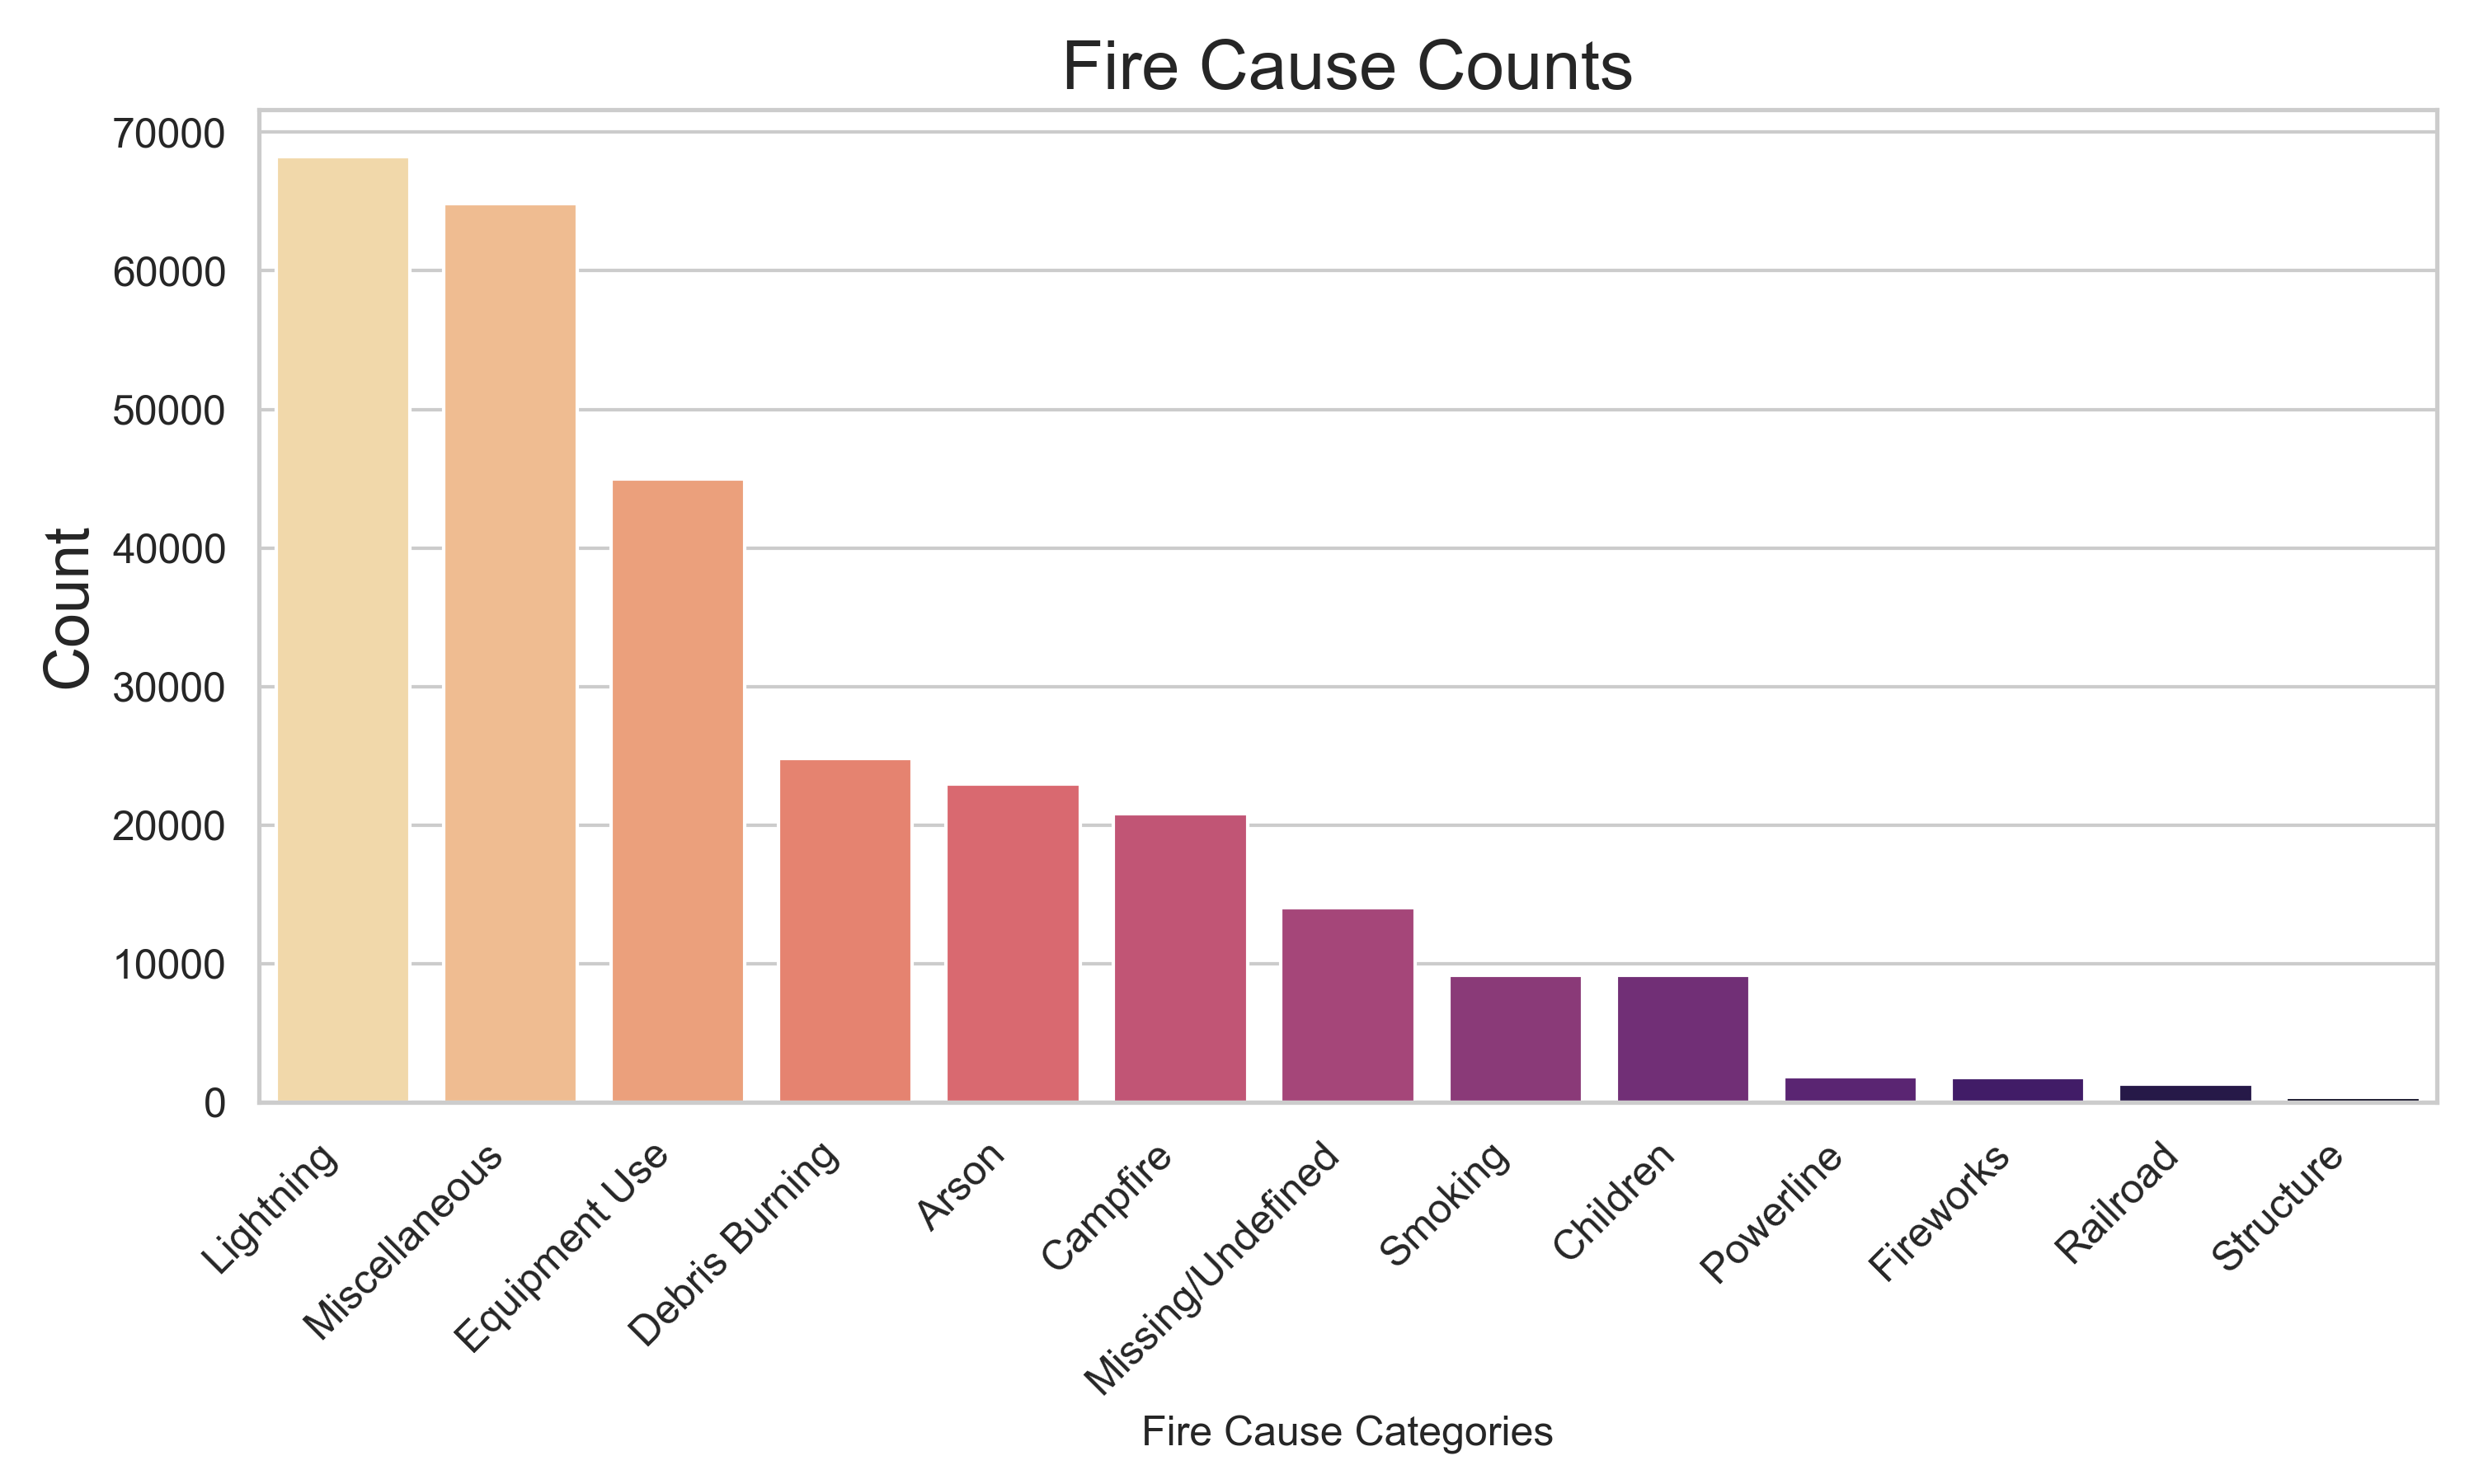 Fire Cause Counts
70000
60000
50000
40000
30000
20000
10000
0
Count
Lightning
Miscellaneous
Equipment Use
Debris Burning
Arson
Campfire
Missing/Undefined
Smoking
Children
Powerline
Fireworks
Railroad
Structure
Fire Cause Categories